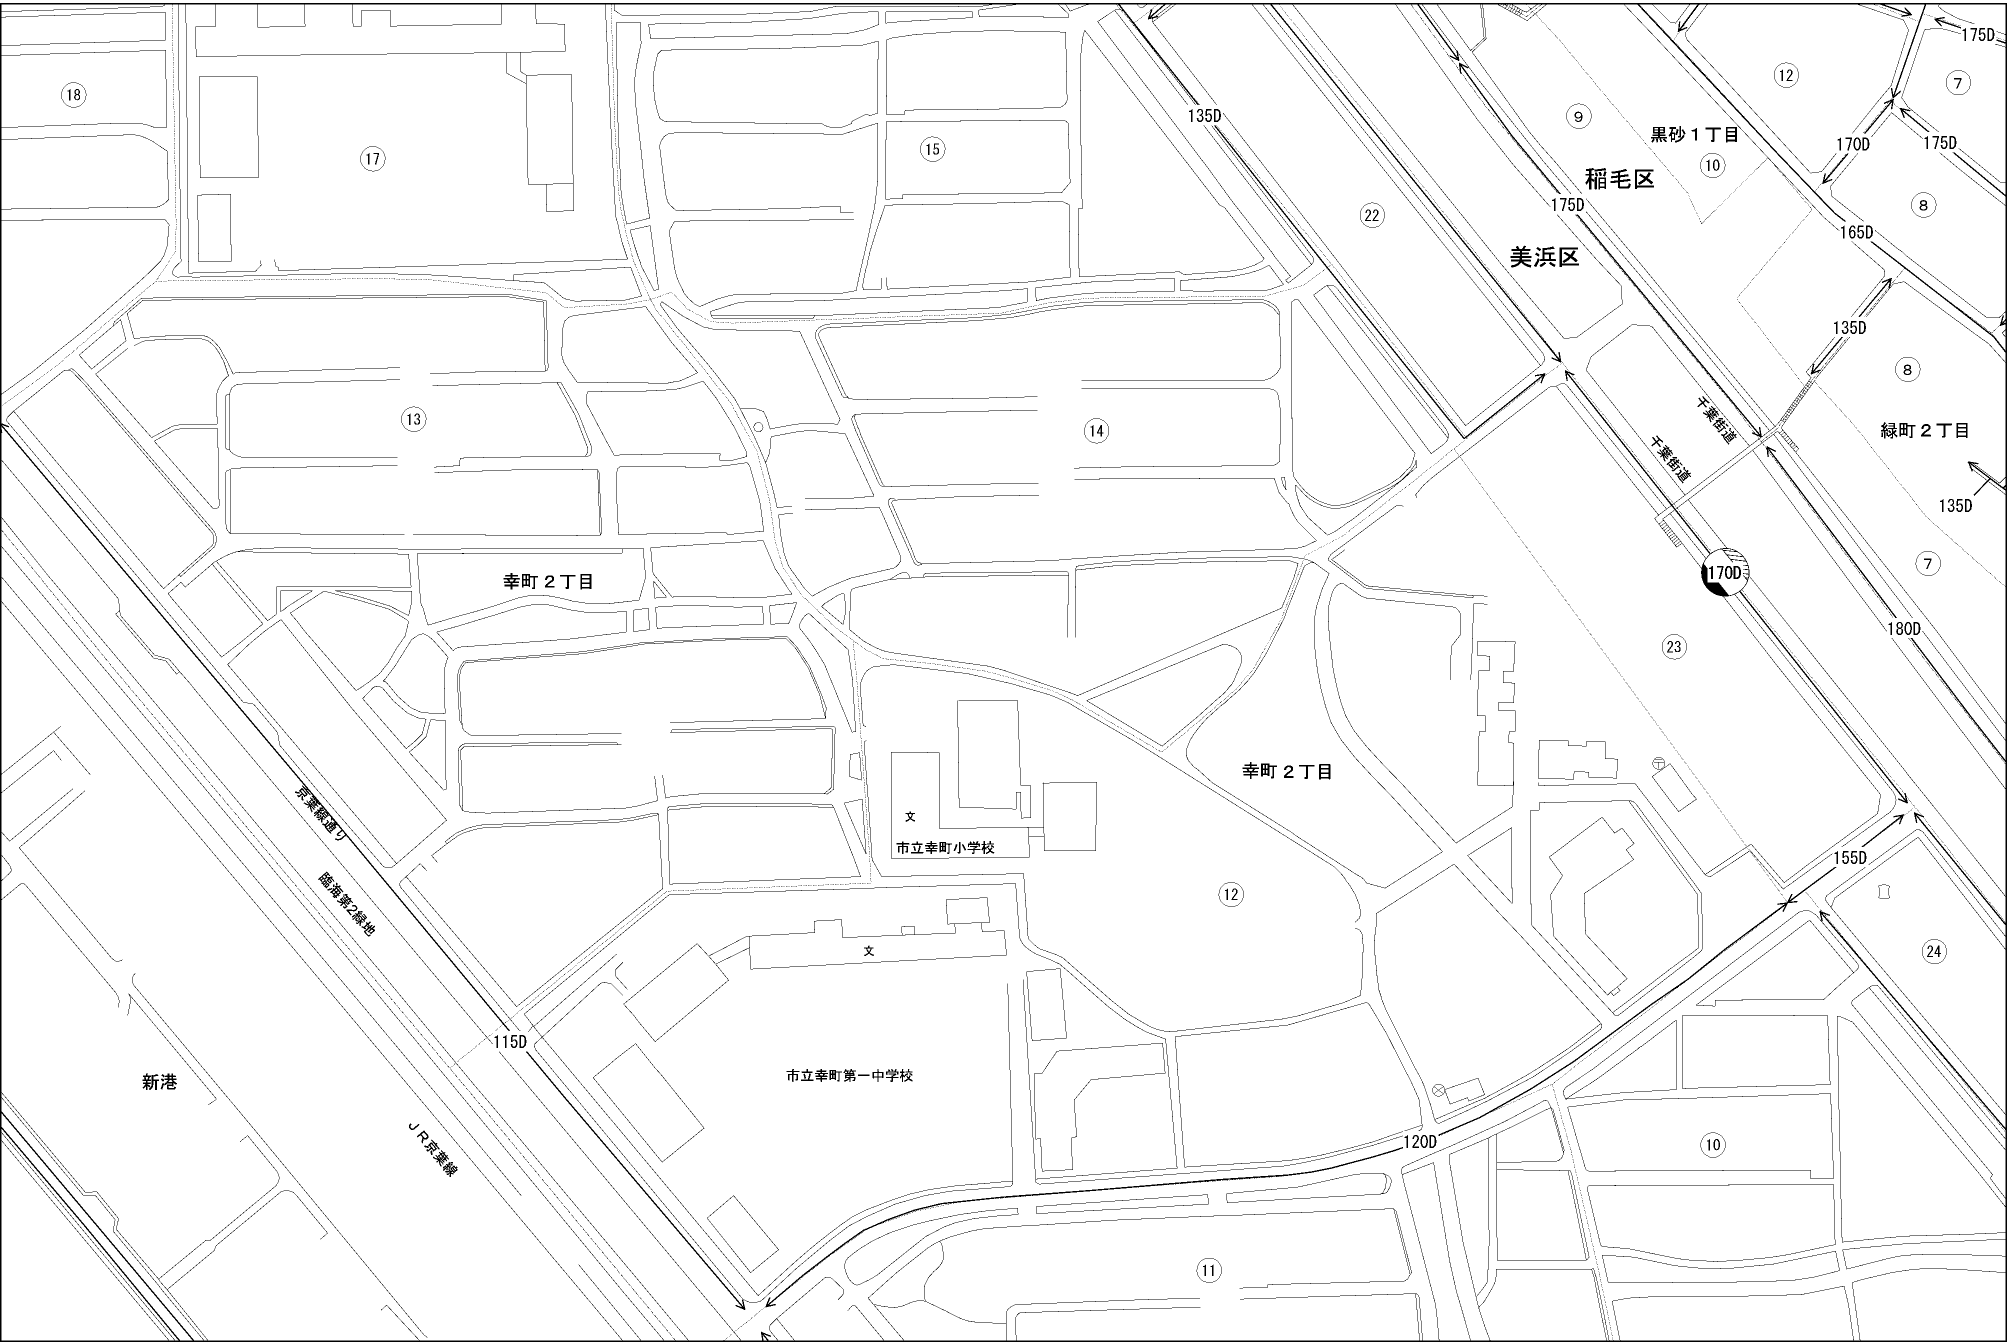 175D
12
7
18
135D
9
黒砂１丁目
170D
175D
17
15
10
稲毛区
175D
22
8
165D
美浜区
135D
8
13
14
千葉街道
緑町２丁目
千葉街道
135D
幸町２丁目
170D
7
180D
23
幸町２丁目
京葉線通り
文
市立幸町小学校
155D
臨海第2緑地
12
文
24
115D
新港
市立幸町第一中学校
ＪＲ京葉線
120D
10
11